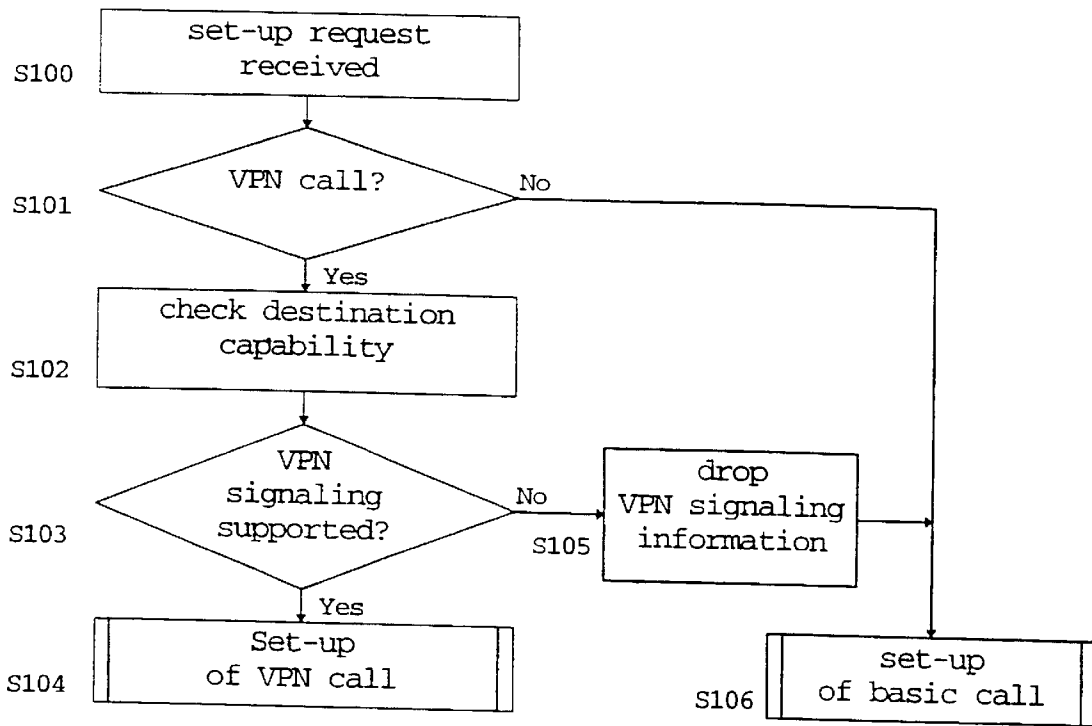 set-up request
received
S100
VPN call?
No
S101
Yes
check destination
capability
S102
VPN
signaling
supported?
No
S103
drop
VPN signaling
information
S105
Yes
Set-up
of VPN call
S104
set-up
of basic call
S106